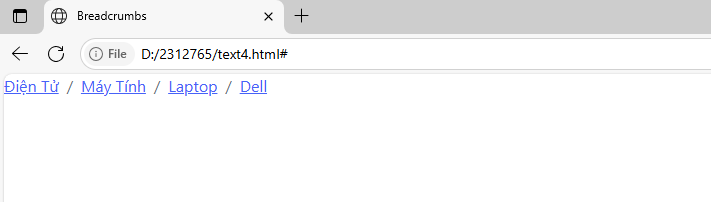 Breadcrumbs
File D:/2312765/text4.html#
Điện Tử / Máy Tính / Laptop / Dell